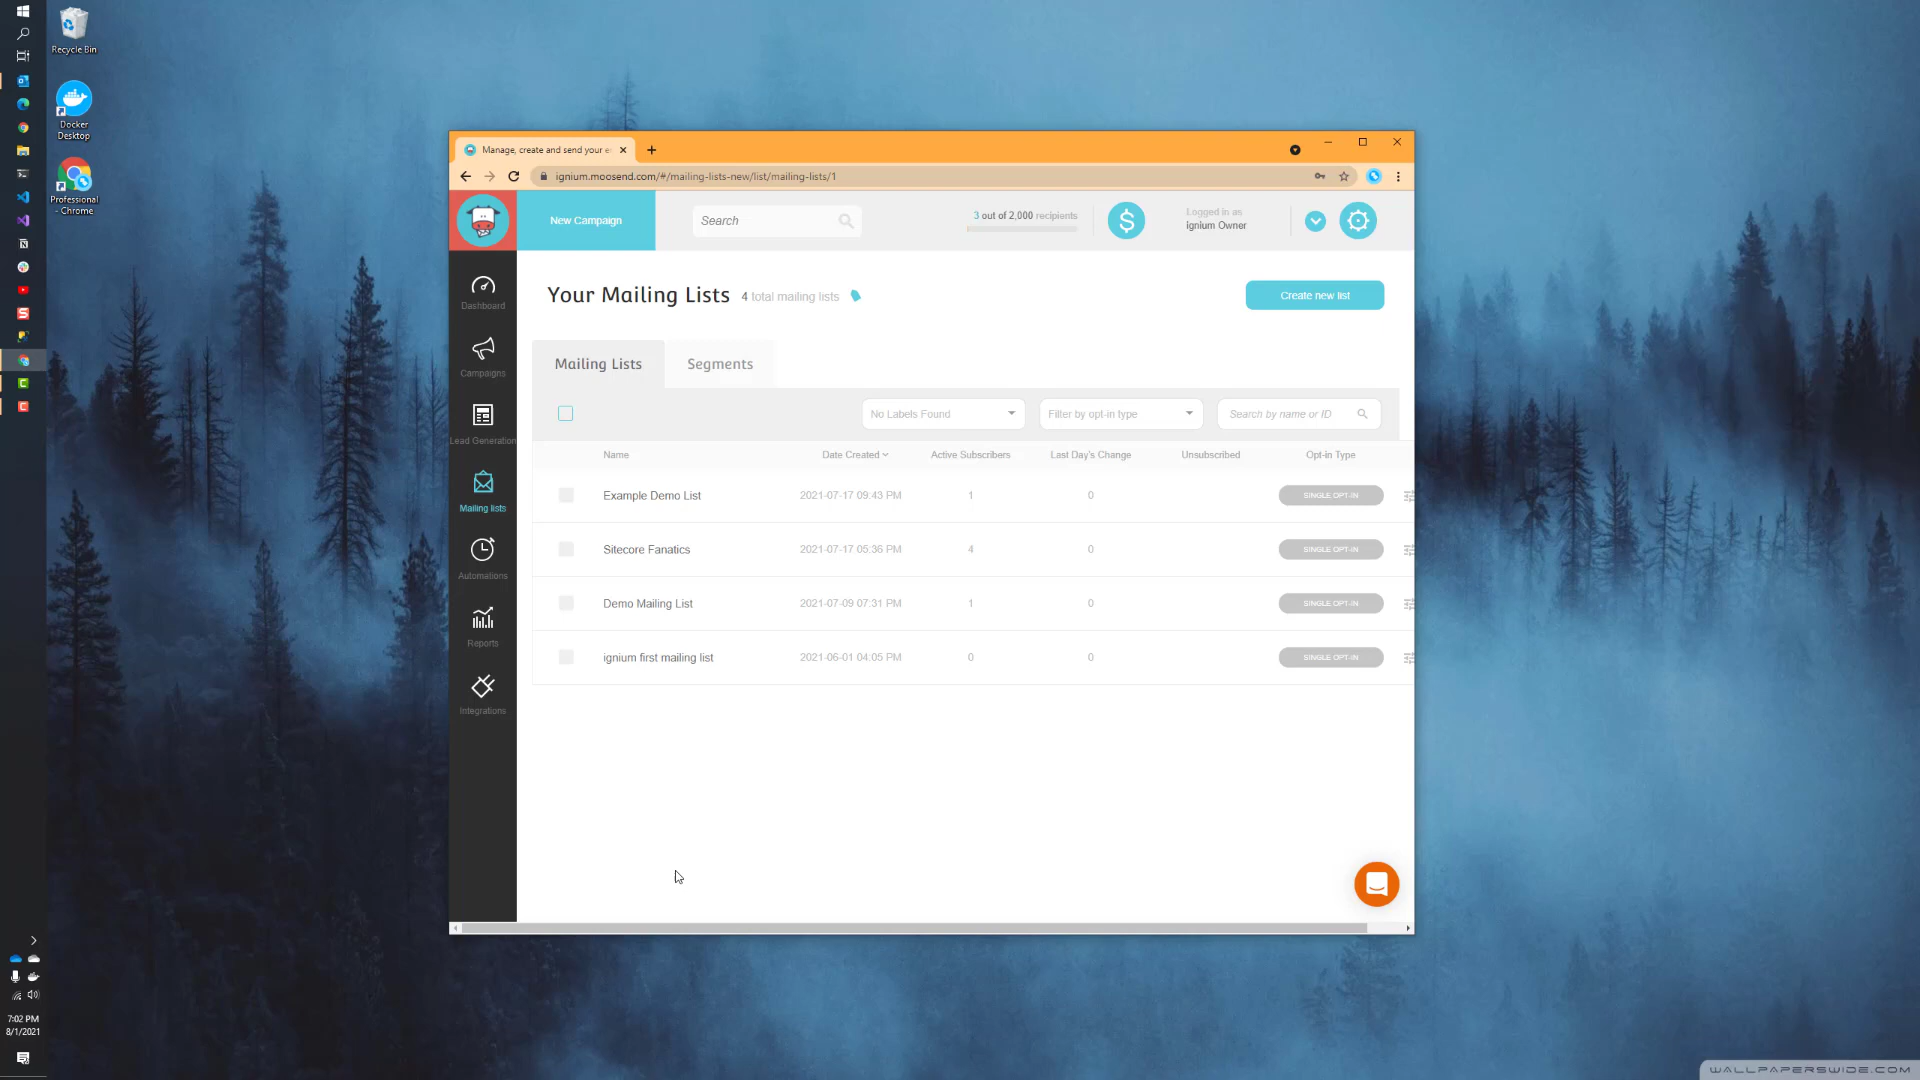 Recycle Bin
Docker
Desktop
Professional
- Chrome
Manage, create and send your e
ignium.moosend.com/#/mailing-lists-new/list/mailing-lists/1
New Campaign
Search
3 out of 2,000 recipients
Logged in as
ignium Owner
Dashboard
Campaigns
Lead Generation
Mailing lists
Automations
Reports
Integrations
Your Mailing Lists
4 total mailing lists
Create new list
Mailing Lists
Segments
No Labels Found
Filter by opt-in type
Search by name or ID
Name Date Created Active Subscribers Last Day's Change Unsubscribed Opt-in Type
Example Demo List 2021-07-17 09:43 PM 1 0 SINGLE OPT-IN
Sitecore Fanatics 2021-07-17 05:36 PM 4 0 SINGLE OPT-IN
Demo Mailing List 2021-07-09 07:31 PM 1 0 SINGLE OPT-IN
ignium first mailing list 2021-06-01 04:05 PM 0 0 SINGLE OPT-IN
7:02 PM
8/1/2021
WALLPAPERSWIDE.COM